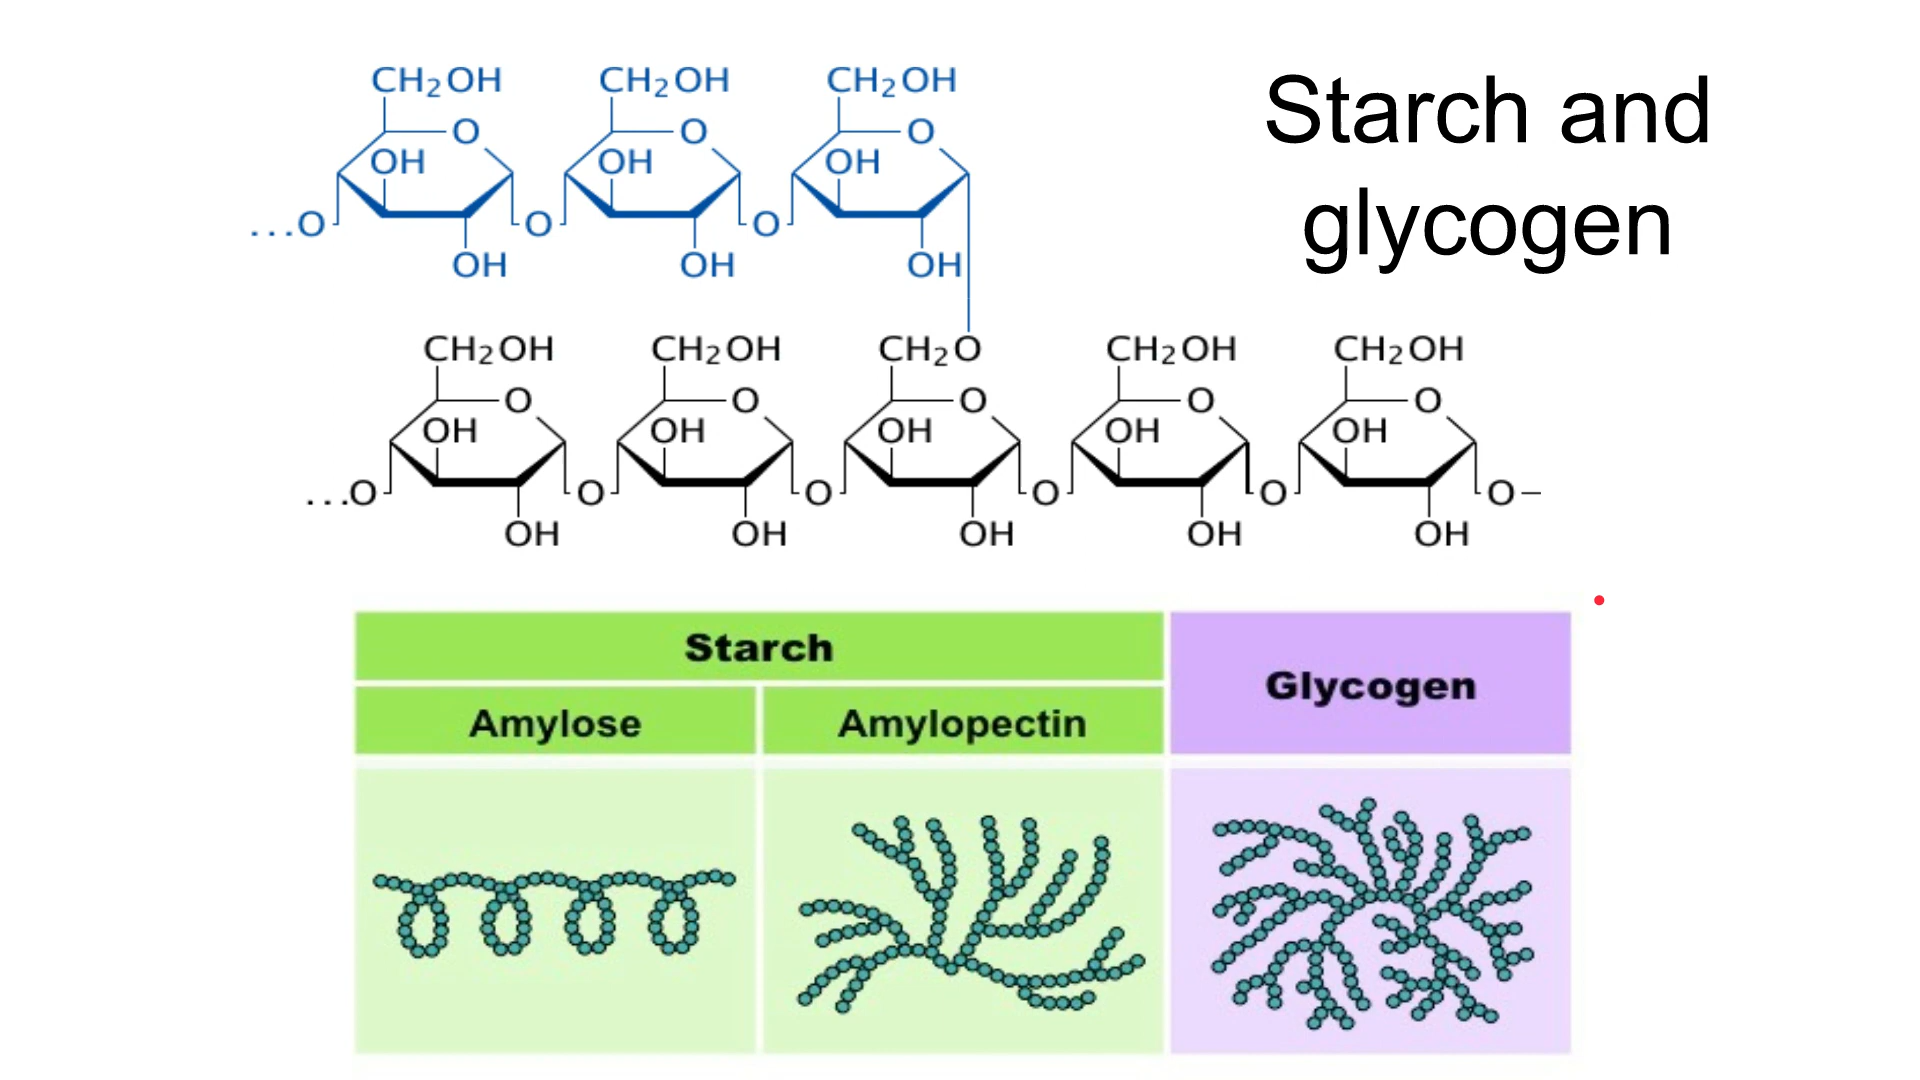 Starch and
glycogen
CH₂OH CH₂OH CH₂OH
O O O
OH OH OH
...O O O
OH OH OH
CH₂OH CH₂OH CH₂O CH₂OH CH₂OH
O O O O O
OH OH OH OH OH
...O O O O O O–
OH OH OH OH OH
Starch
Glycogen
Amylose Amylopectin